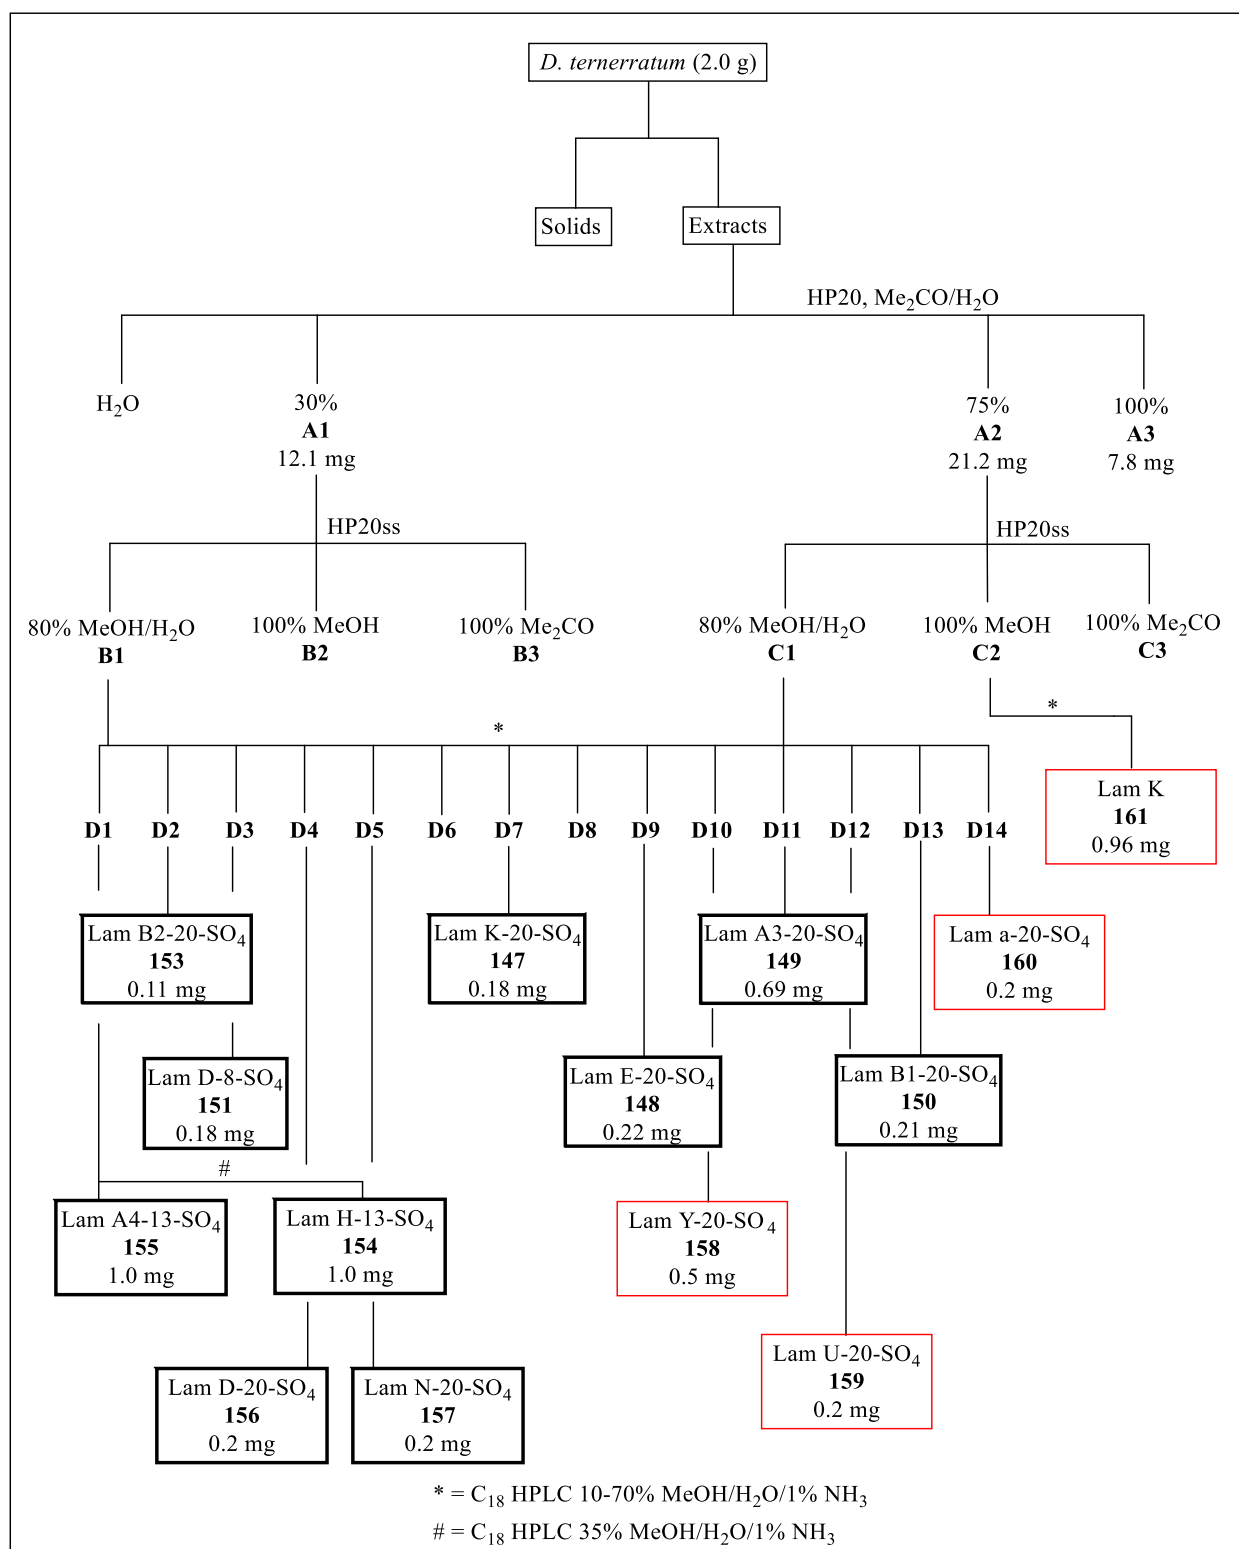 D. ternerratum (2.0 g)
Solids
Extracts
HP20, Me₂CO/H₂O
H₂O
30%
A1
12.1 mg
75%
A2
21.2 mg
100%
A3
7.8 mg
HP20ss
HP20ss
80% MeOH/H₂O
B1
100% MeOH
B2
100% Me₂CO
B3
80% MeOH/H₂O
C1
100% MeOH
C2
100% Me₂CO
C3
*
*
Lam K
161
0.96 mg
D1 D2 D3 D4 D5 D6 D7 D8 D9 D10 D11 D12 D13 D14
Lam B2-20-SO₄
153
0.11 mg
Lam K-20-SO₄
147
0.18 mg
Lam A3-20-SO₄
149
0.69 mg
Lam a-20-SO₄
160
0.2 mg
Lam D-8-SO₄
151
0.18 mg
Lam E-20-SO₄
148
0.22 mg
Lam B1-20-SO₄
150
0.21 mg
#
Lam A4-13-SO₄
155
1.0 mg
Lam H-13-SO₄
154
1.0 mg
Lam Y-20-SO₄
158
0.5 mg
Lam U-20-SO₄
159
0.2 mg
Lam D-20-SO₄
156
0.2 mg
Lam N-20-SO₄
157
0.2 mg
* = C₁₈ HPLC 10-70% MeOH/H₂O/1% NH₃
# = C₁₈ HPLC 35% MeOH/H₂O/1% NH₃